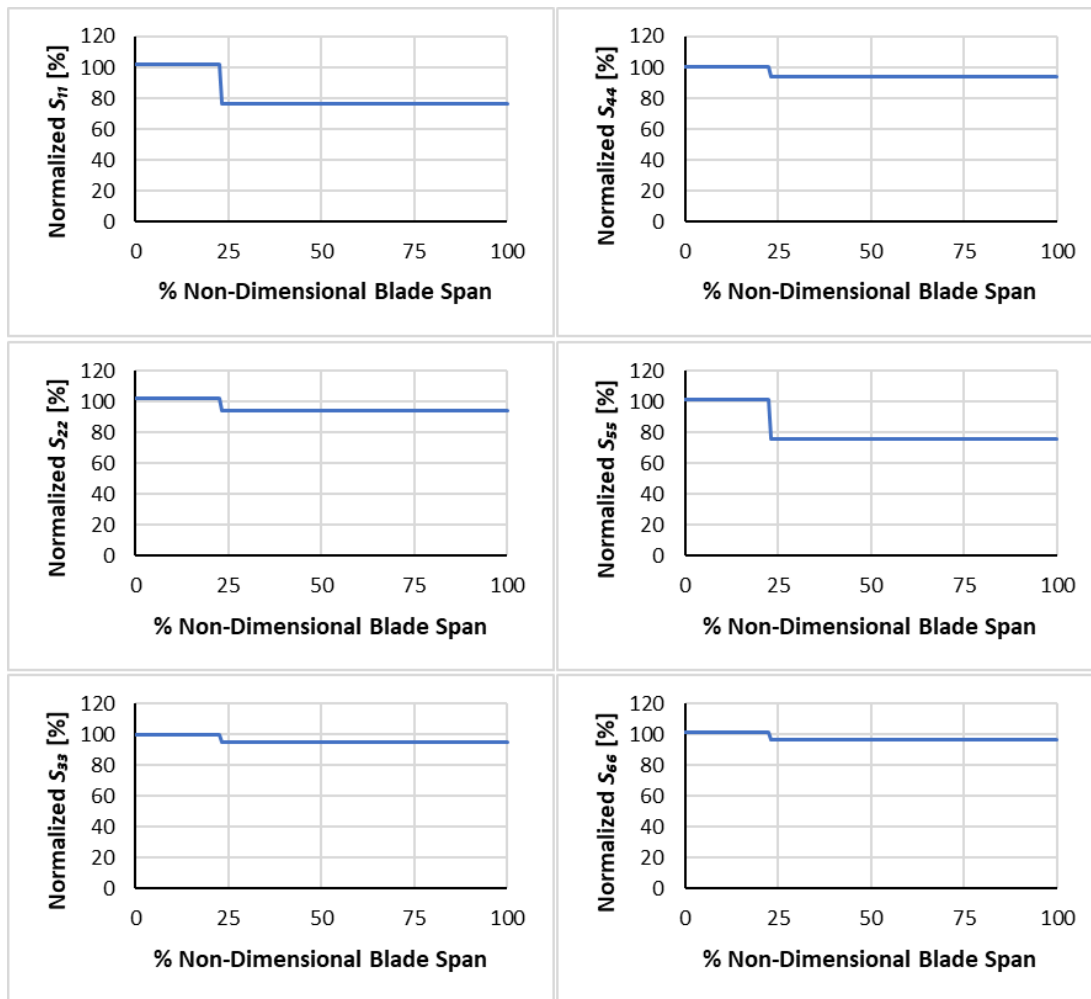 Normalized S11 [%]
120
100
80
60
40
20
0
0 25 50 75 100
% Non-Dimensional Blade Span
Normalized S44 [%]
120
100
80
60
40
20
0
0 25 50 75 100
% Non-Dimensional Blade Span
Normalized S22 [%]
120
100
80
60
40
20
0
0 25 50 75 100
% Non-Dimensional Blade Span
Normalized S55 [%]
120
100
80
60
40
20
0
0 25 50 75 100
% Non-Dimensional Blade Span
Normalized S33 [%]
120
100
80
60
40
20
0
0 25 50 75 100
% Non-Dimensional Blade Span
Normalized S66 [%]
120
100
80
60
40
20
0
0 25 50 75 100
% Non-Dimensional Blade Span